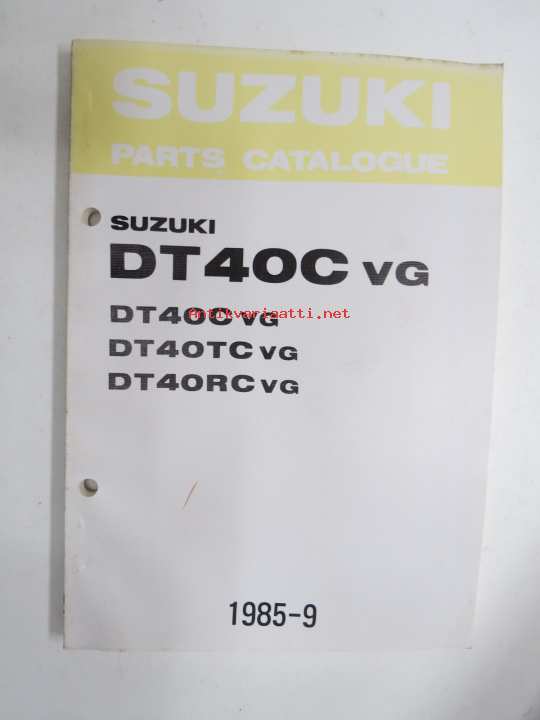 SUZUKI
PARTS CATALOGUE
SUZUKI
DT40C VG
DT40C VG
Antikvariaatti.net
DT40TC VG
DT40RC VG
1985-9